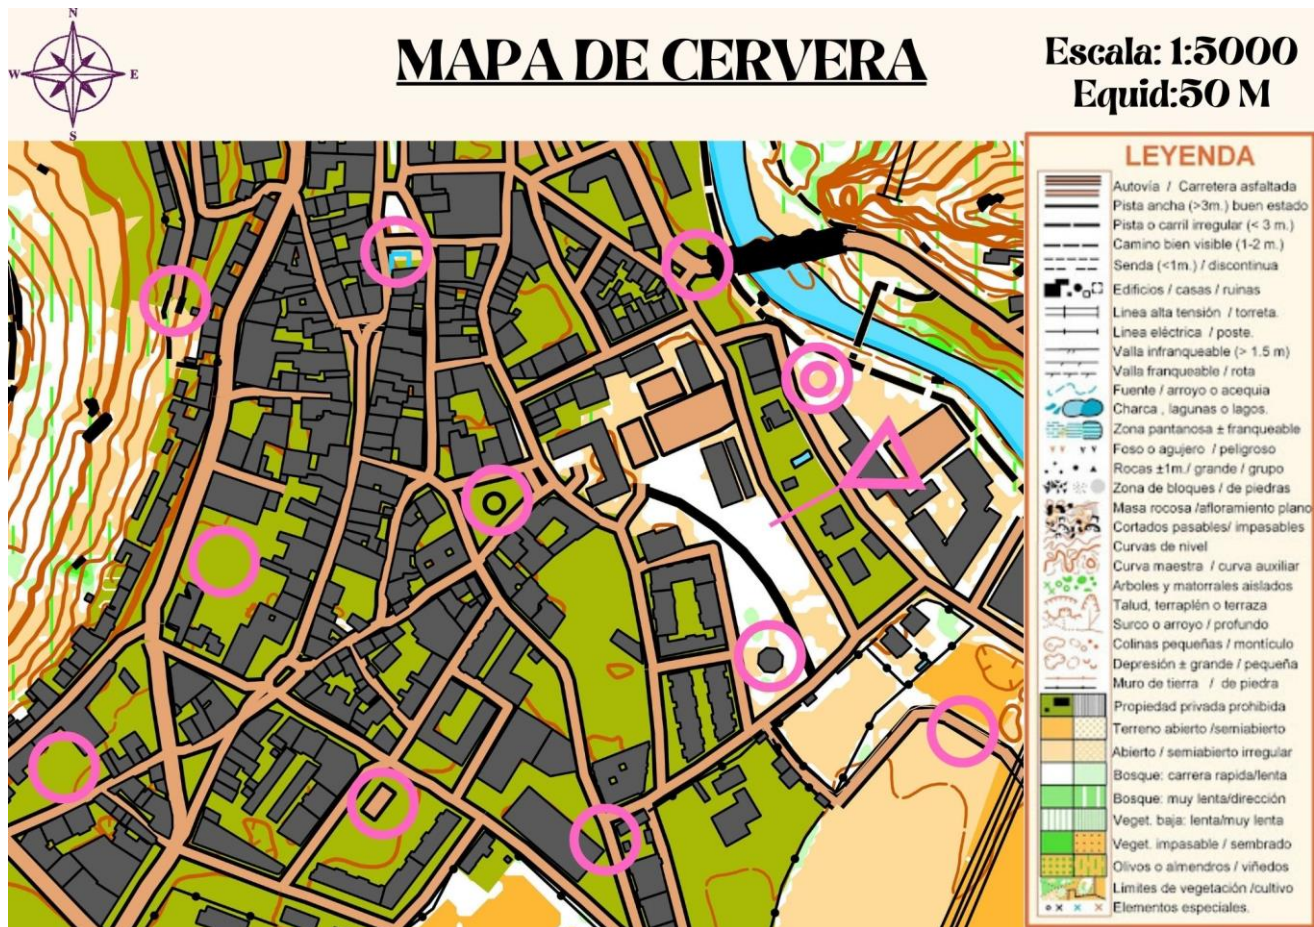 N
W E
S
MAPA DE CERVERA
Escala: 1:5000
Equid:50 M
LEYENDA
Autovía / Carretera asfaltada
Pista ancha (>3m.) buen estado
Pista o carril irregular (< 3 m.)
Camino bien visible (1-2 m.)
Senda (<1m.) / discontinua
Edificios / casas / ruinas
Linea alta tensión / torreta.
Linea eléctrica / poste.
Valla infranqueable (> 1.5 m)
Valla franqueable / rota
Fuente / arroyo o acequia
Charca , lagunas o lagos.
Zona pantanosa ± franqueable
Foso o agujero / peligroso
Rocas ±1m./ grande / grupo
Zona de bloques / de piedras
Masa rocosa /afloramiento plano
Cortados pasables/ impasables
Curvas de nivel
Curva maestra / curva auxiliar
Arboles y matorrales aislados
Talud, terraplén o terraza
Surco o arroyo / profundo
Colinas pequeñas / montículo
Depresión ± grande / pequeña
Muro de tierra / de piedra
Propiedad privada prohibida
Terreno abierto /semiabierto
Abierto / semiabierto irregular
Bosque: carrera rapida/lenta
Bosque: muy lenta/dirección
Veget. baja: lenta/muy lenta
Veget. impasable / sembrado
Olivos o almendros / viñedos
Limites de vegetación /cultivo
Elementos especiales.